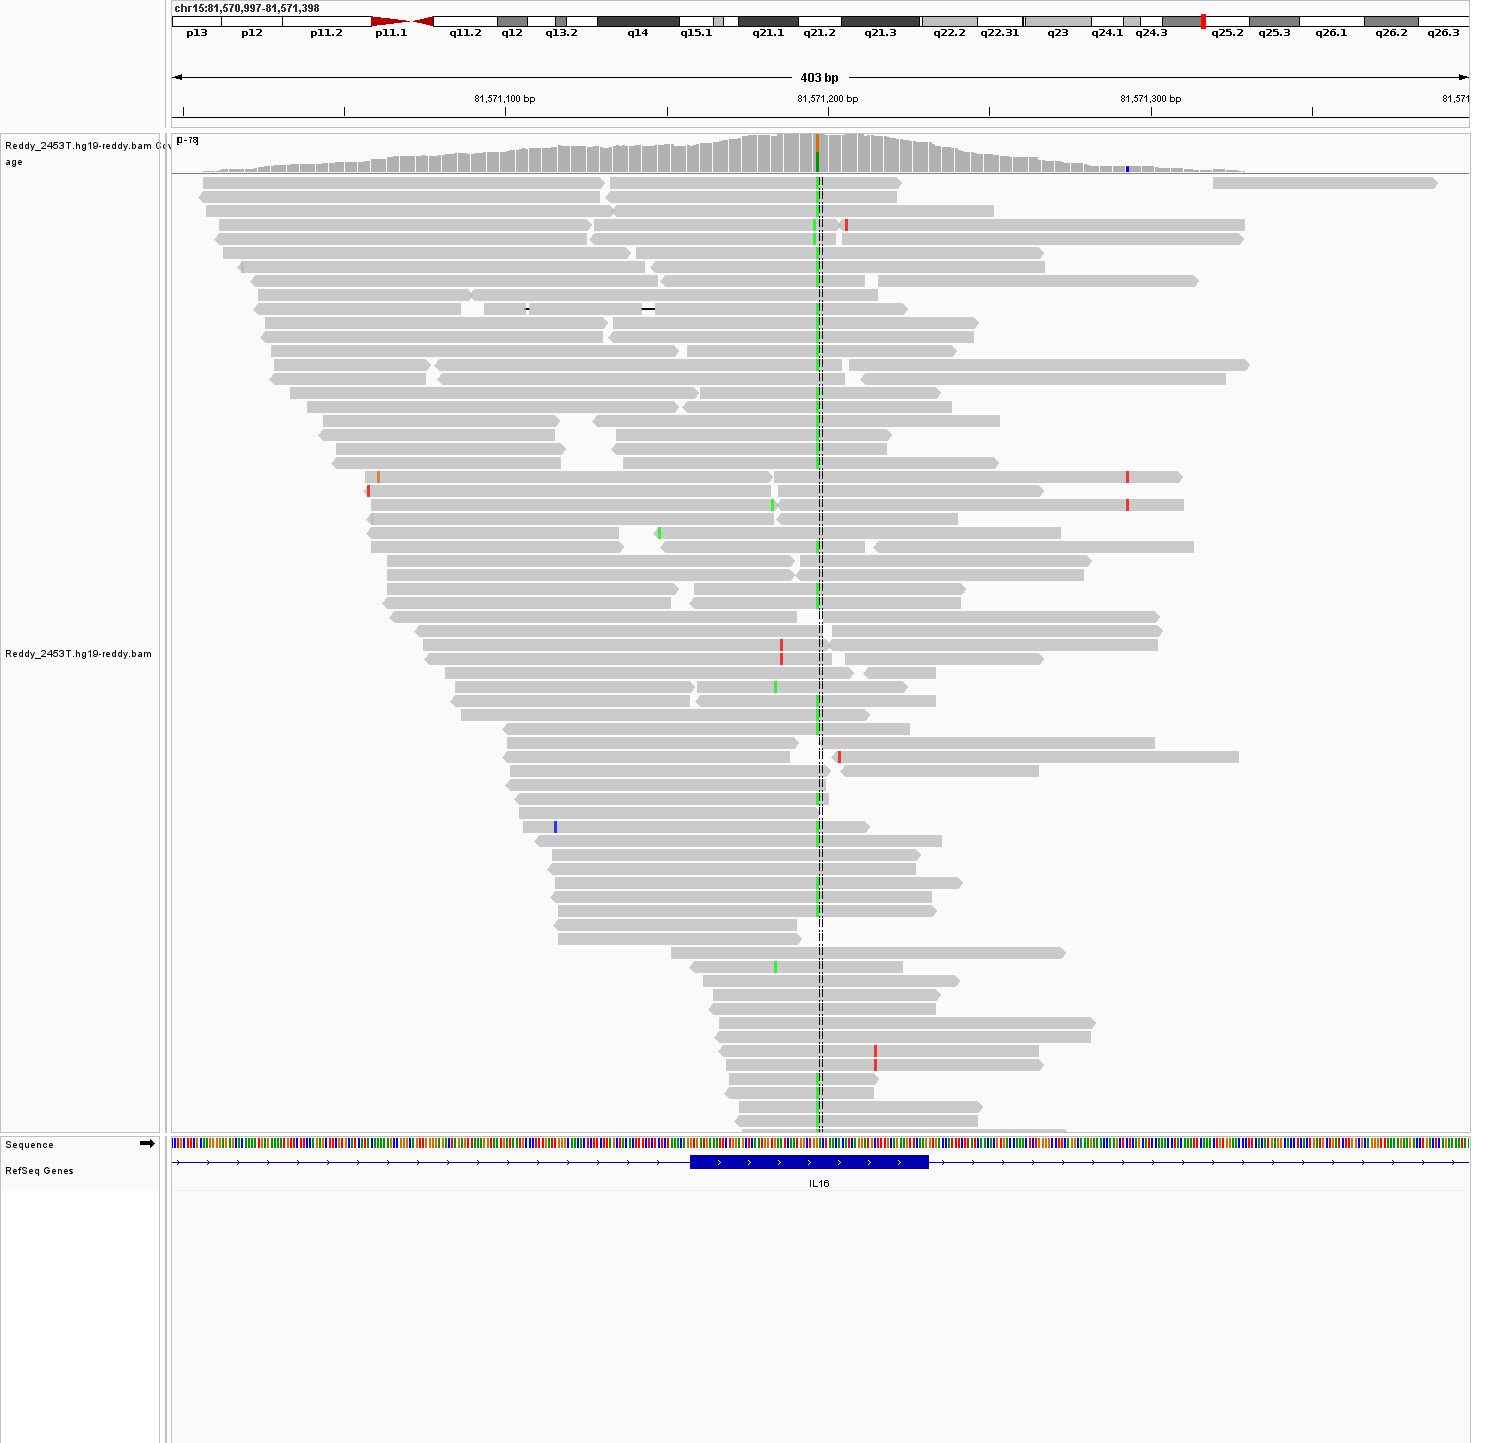 chr15:81,570,997-81,571,398
p13 p12 p11.2 p11.1 q11.2 q12 q13.2 q14 q15.1 q21.1 q21.2 q21.3 q22.2 q22.31 q23 q24.1 q24.3 q25.2 q25.3 q26.1 q26.2 q26.3
403 bp
81,571,100 bp 81,571,200 bp 81,571,300 bp 81,571
Reddy_2453T.hg19-reddy.bam Cov
age
[0-78]
Reddy_2453T.hg19-reddy.bam
Sequence
RefSeq Genes
IL16